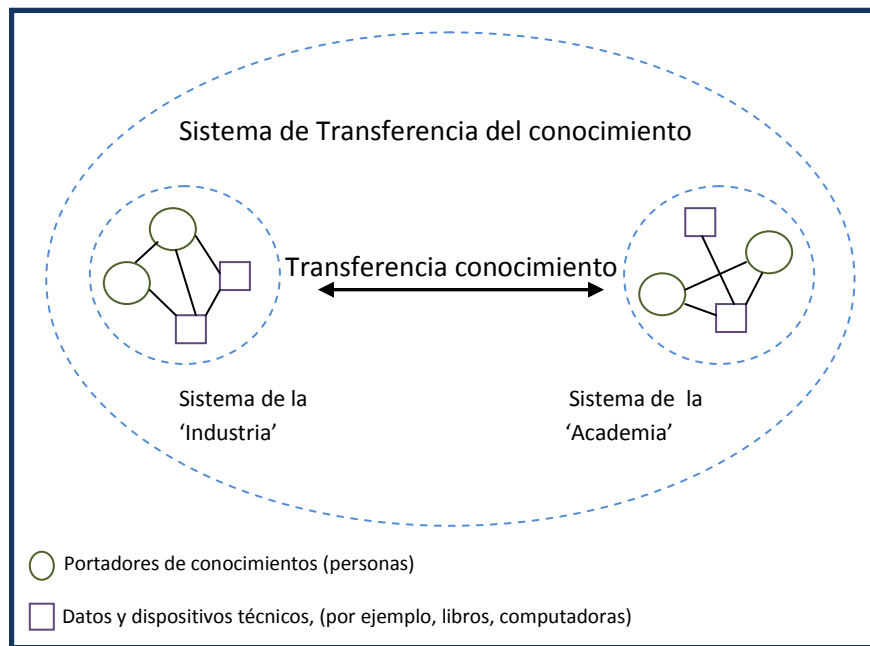 Sistema de Transferencia del conocimiento
Transferencia conocimiento
Sistema de la
‘Industria’
Sistema de la
‘Academia’
Portadores de conocimientos (personas)
Datos y dispositivos técnicos, (por ejemplo, libros, computadoras)